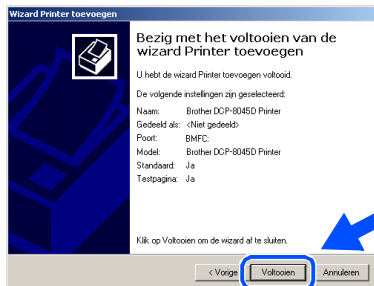 Wizard Printer toevoegen
Bezig met het voltooien van de
wizard Printer toevoegen
U hebt de wizard Printer toevoegen voltooid.
De volgende instellingen zijn geselecteerd:
Naam: Brother DCP-8045D Printer
Gedeeld als: <Niet gedeeld>
Poort: BMFC:
Model: Brother DCP-8045D Printer
Standaard: Ja
Testpagina: Ja
Klik op Voltooien om de wizard af te sluiten.
< Vorige Voltooien Annuleren